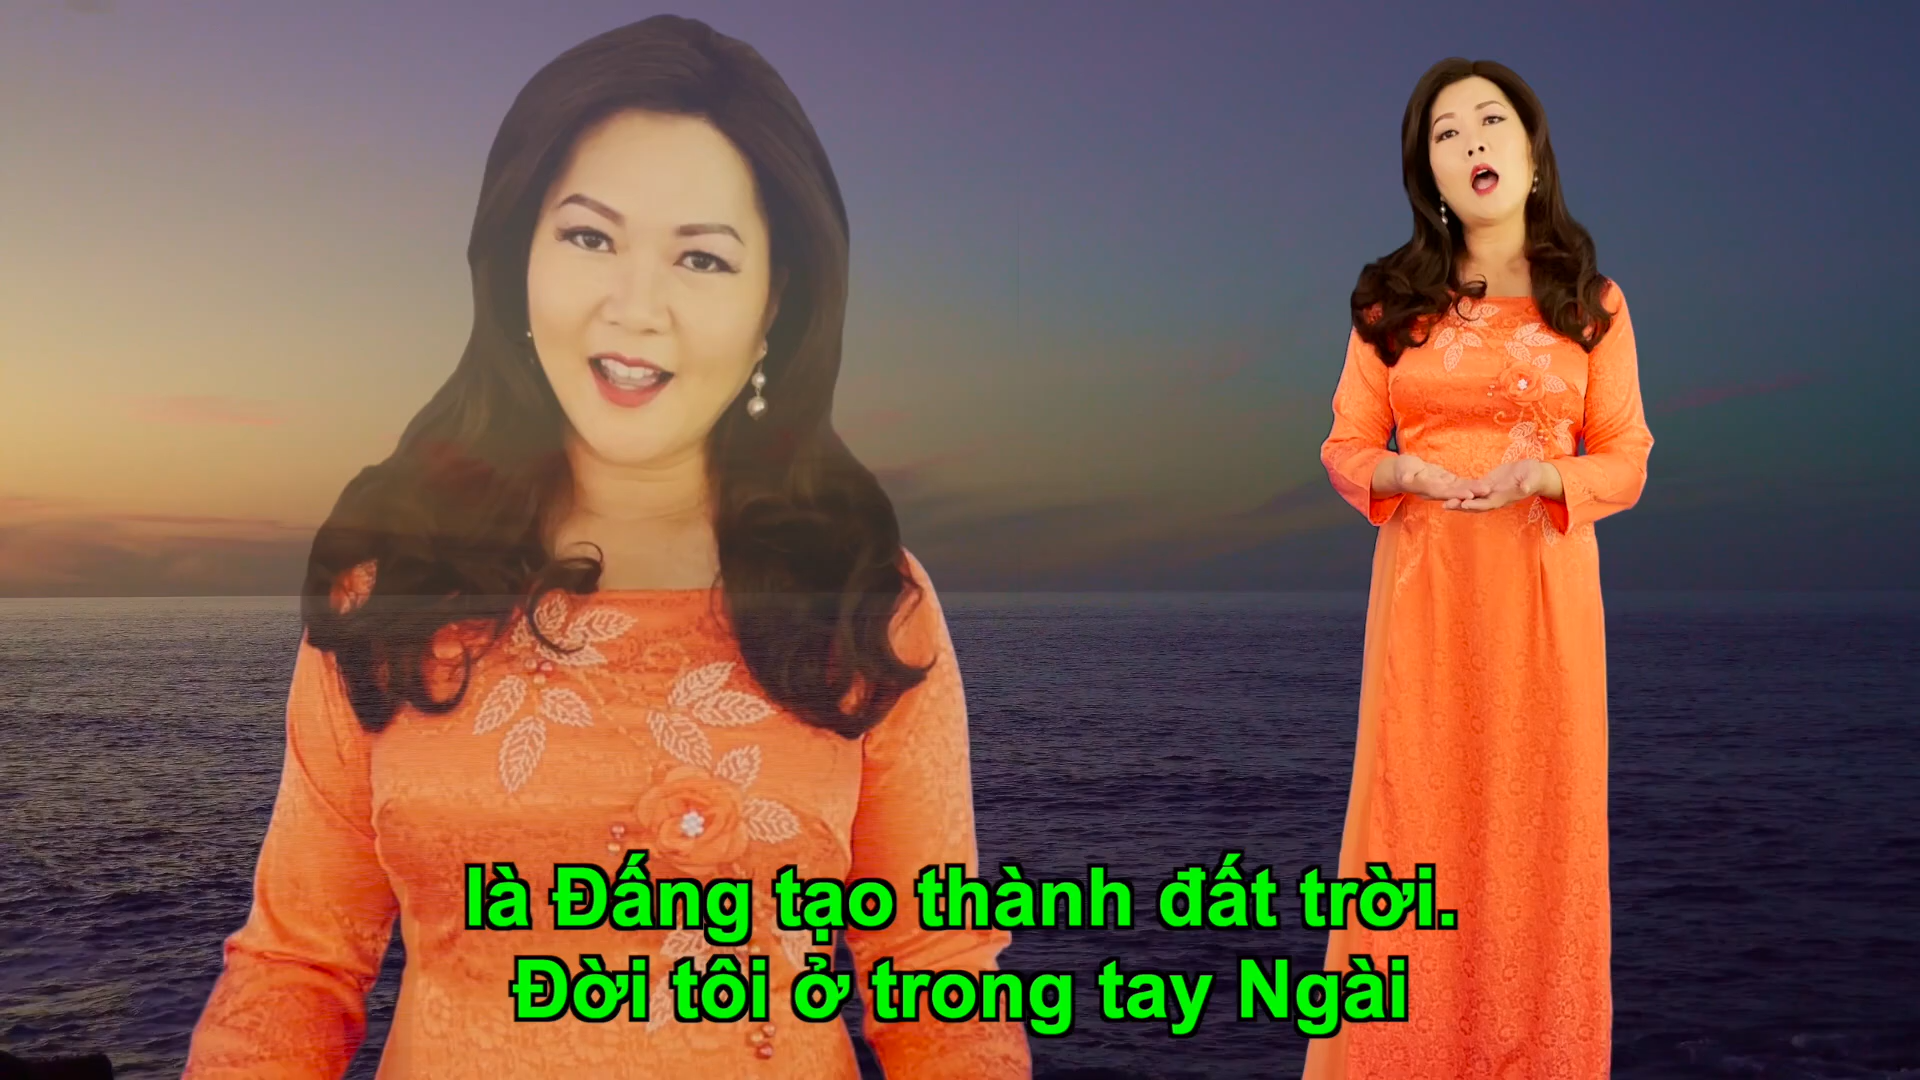 là Đấng tạo thành đất trời.
Đời tôi ở trong tay Ngài